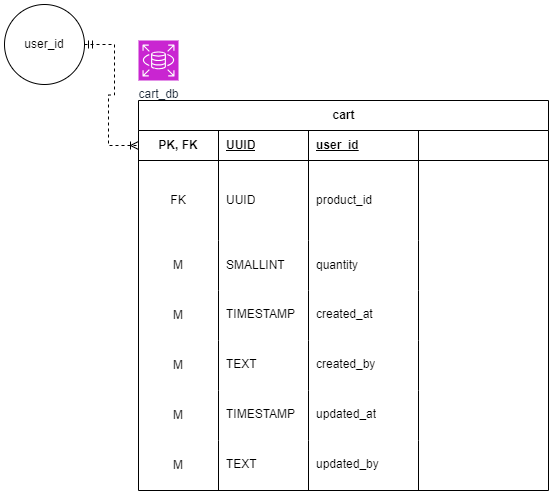 user_id
cart_db
cart
PK, FK UUID user_id
FK UUID product_id
M SMALLINT quantity
M TIMESTAMP created_at
M TEXT created_by
M TIMESTAMP updated_at
M TEXT updated_by